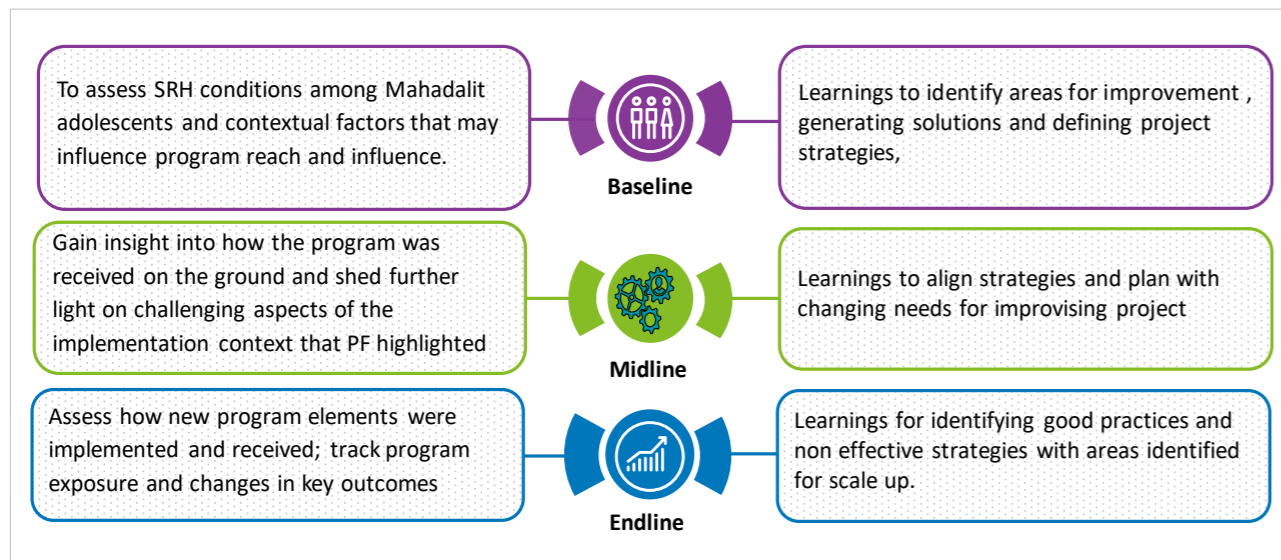 To assess SRH conditions among Mahadalit
adolescents and contextual factors that may
influence program reach and influence.
Baseline
Learnings to identify areas for improvement ,
generating solutions and defining project
strategies,
Gain insight into how the program was
received on the ground and shed further
light on challenging aspects of the
implementation context that PF highlighted
Midline
Learnings to align strategies and plan with
changing needs for improvising project
Assess how new program elements were
implemented and received; track program
exposure and changes in key outcomes
Endline
Learnings for identifying good practices and
non effective strategies with areas identified
for scale up.